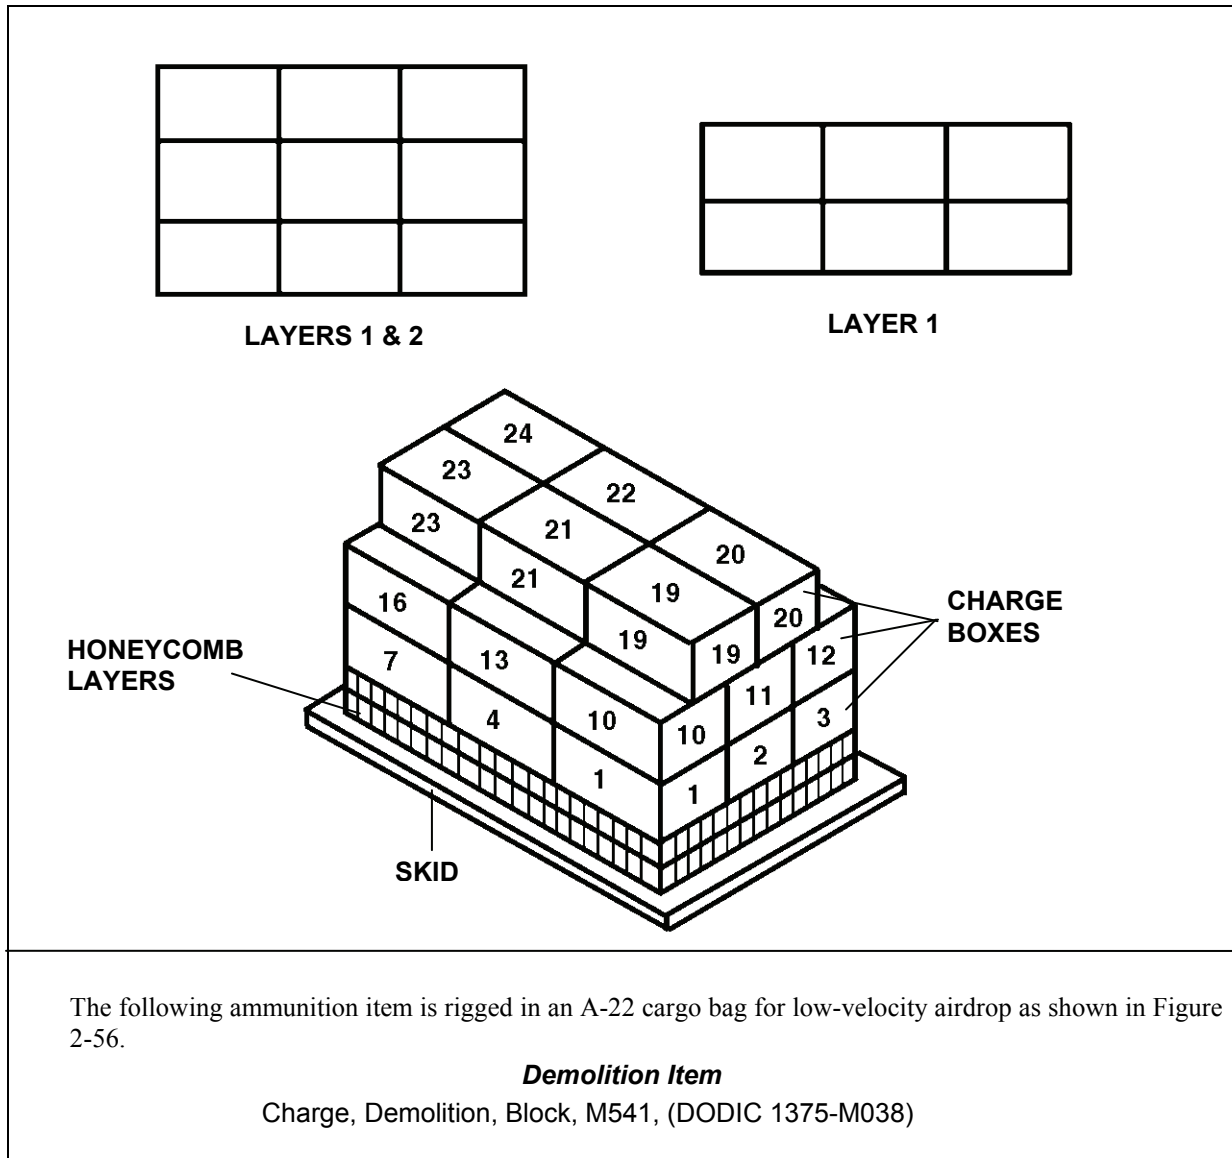 LAYERS 1 & 2
LAYER 1
24
23
22
23
21
20
21
19
20
16
19
19
12
7
13
11
10
10
3
4
2
1
1
CHARGE
BOXES
HONEYCOMB
LAYERS
SKID
The following ammunition item is rigged in an A-22 cargo bag for low-velocity airdrop as shown in Figure
2-56.
Demolition Item
Charge, Demolition, Block, M541, (DODIC 1375-M038)